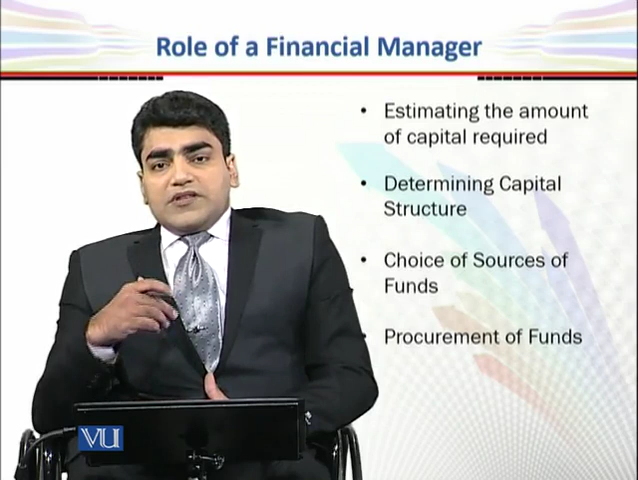 Role of a Financial Manager
• Estimating the amount
of capital required
• Determining Capital
Structure
• Choice of Sources of
Funds
• Procurement of Funds
VU